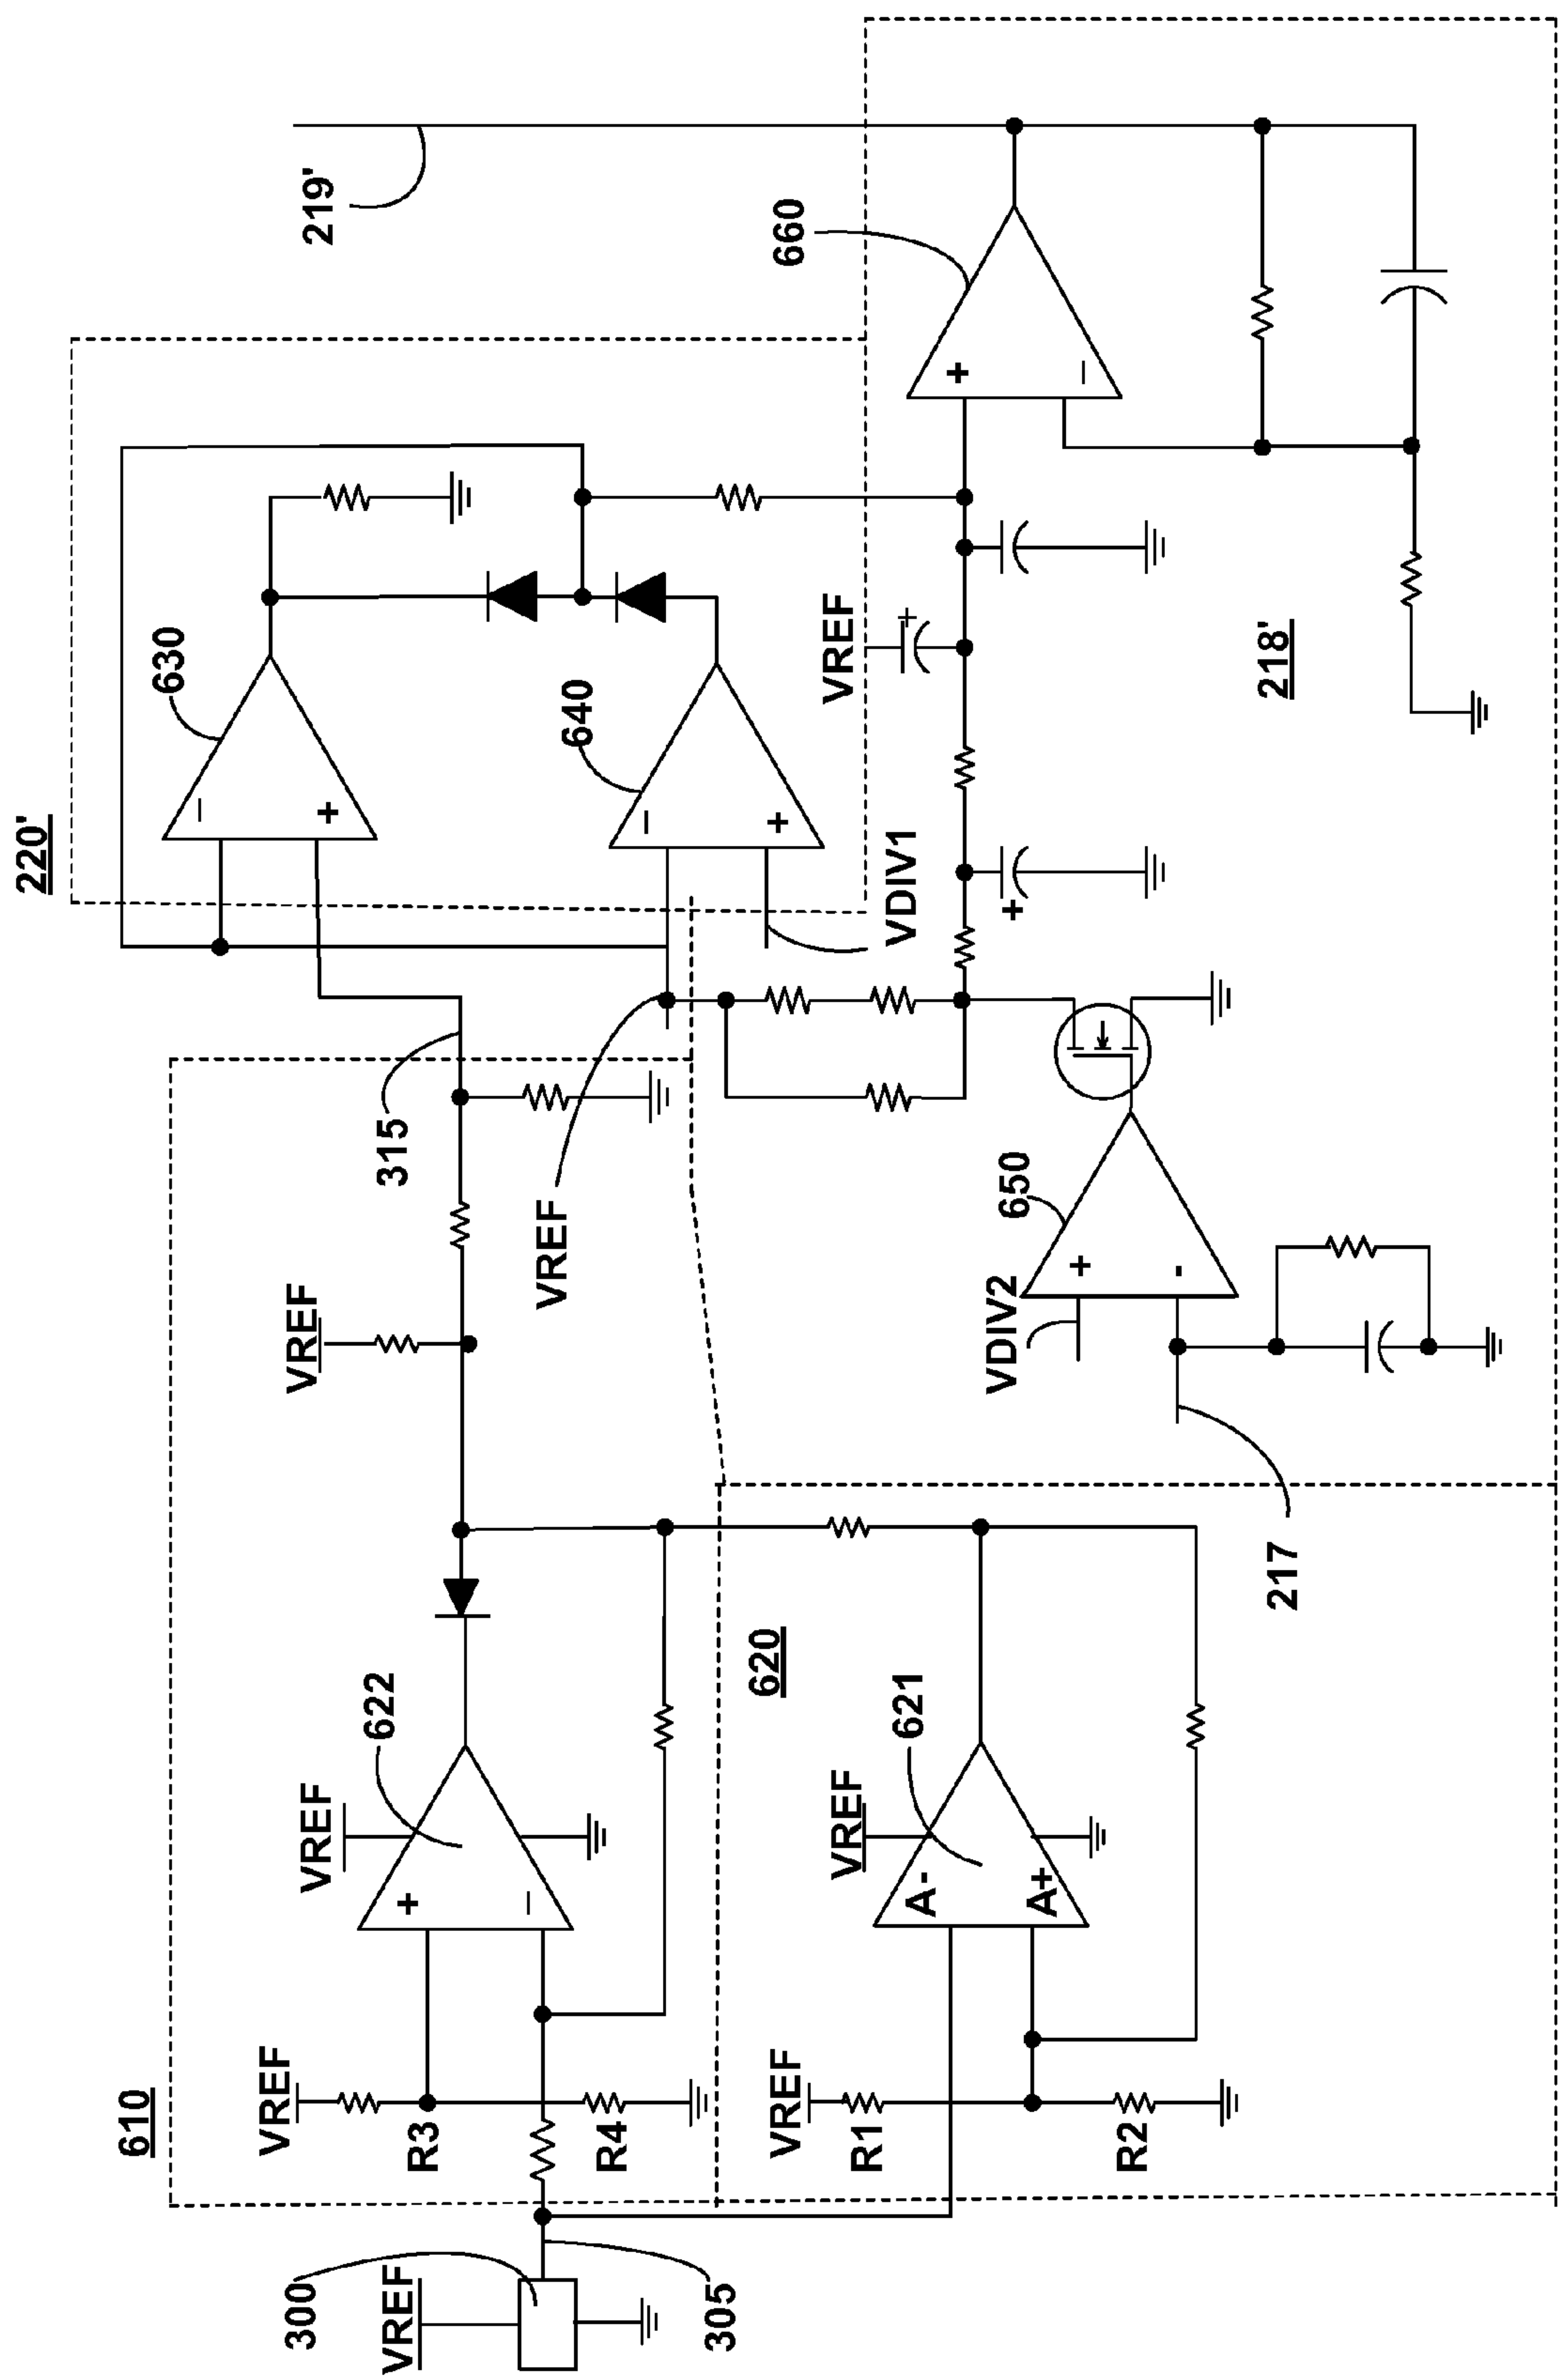 220'
219'
630
640
660
VDIV1
VREF
218'
315
VREF
VREF
650
VDIV2
217
610
622
VREF
620
621
VREF
VREF
R3
R4
VREF
R1
R2
300
VREF
305
+
−
−
+
−
+
+
−
+
+
+
-
A-
A+